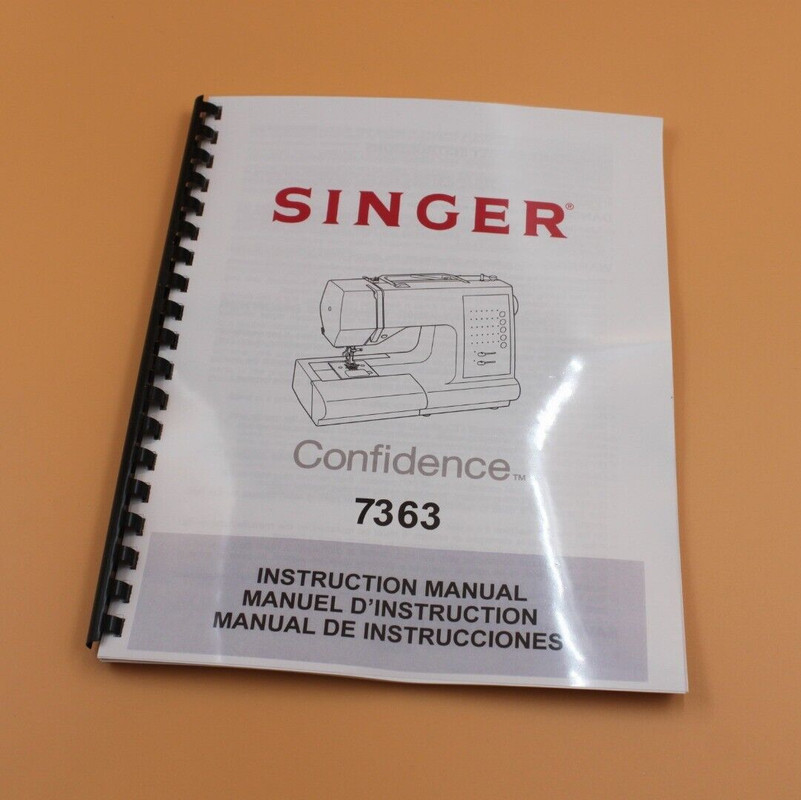 SINGER®
Confidence™
7363
INSTRUCTION MANUAL
MANUEL D'INSTRUCTION
MANUAL DE INSTRUCCIONES